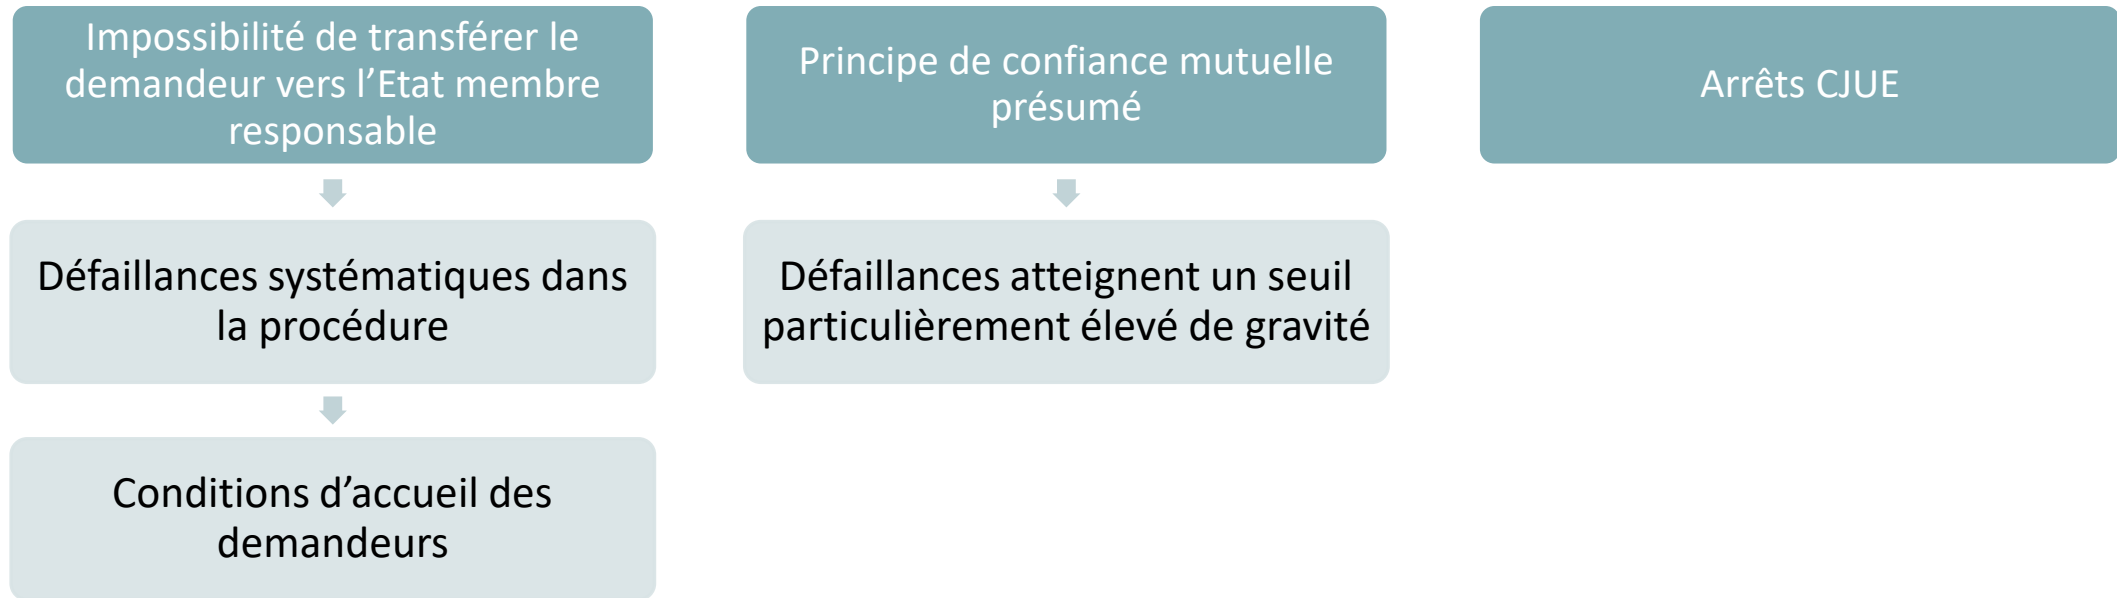 Impossibilité de transférer le
demandeur vers l’Etat membre
responsable
Défaillances systématiques dans
la procédure
Conditions d’accueil des
demandeurs
Principe de confiance mutuelle
présumé
Défaillances atteignent un seuil
particulièrement élevé de gravité
Arrêts CJUE